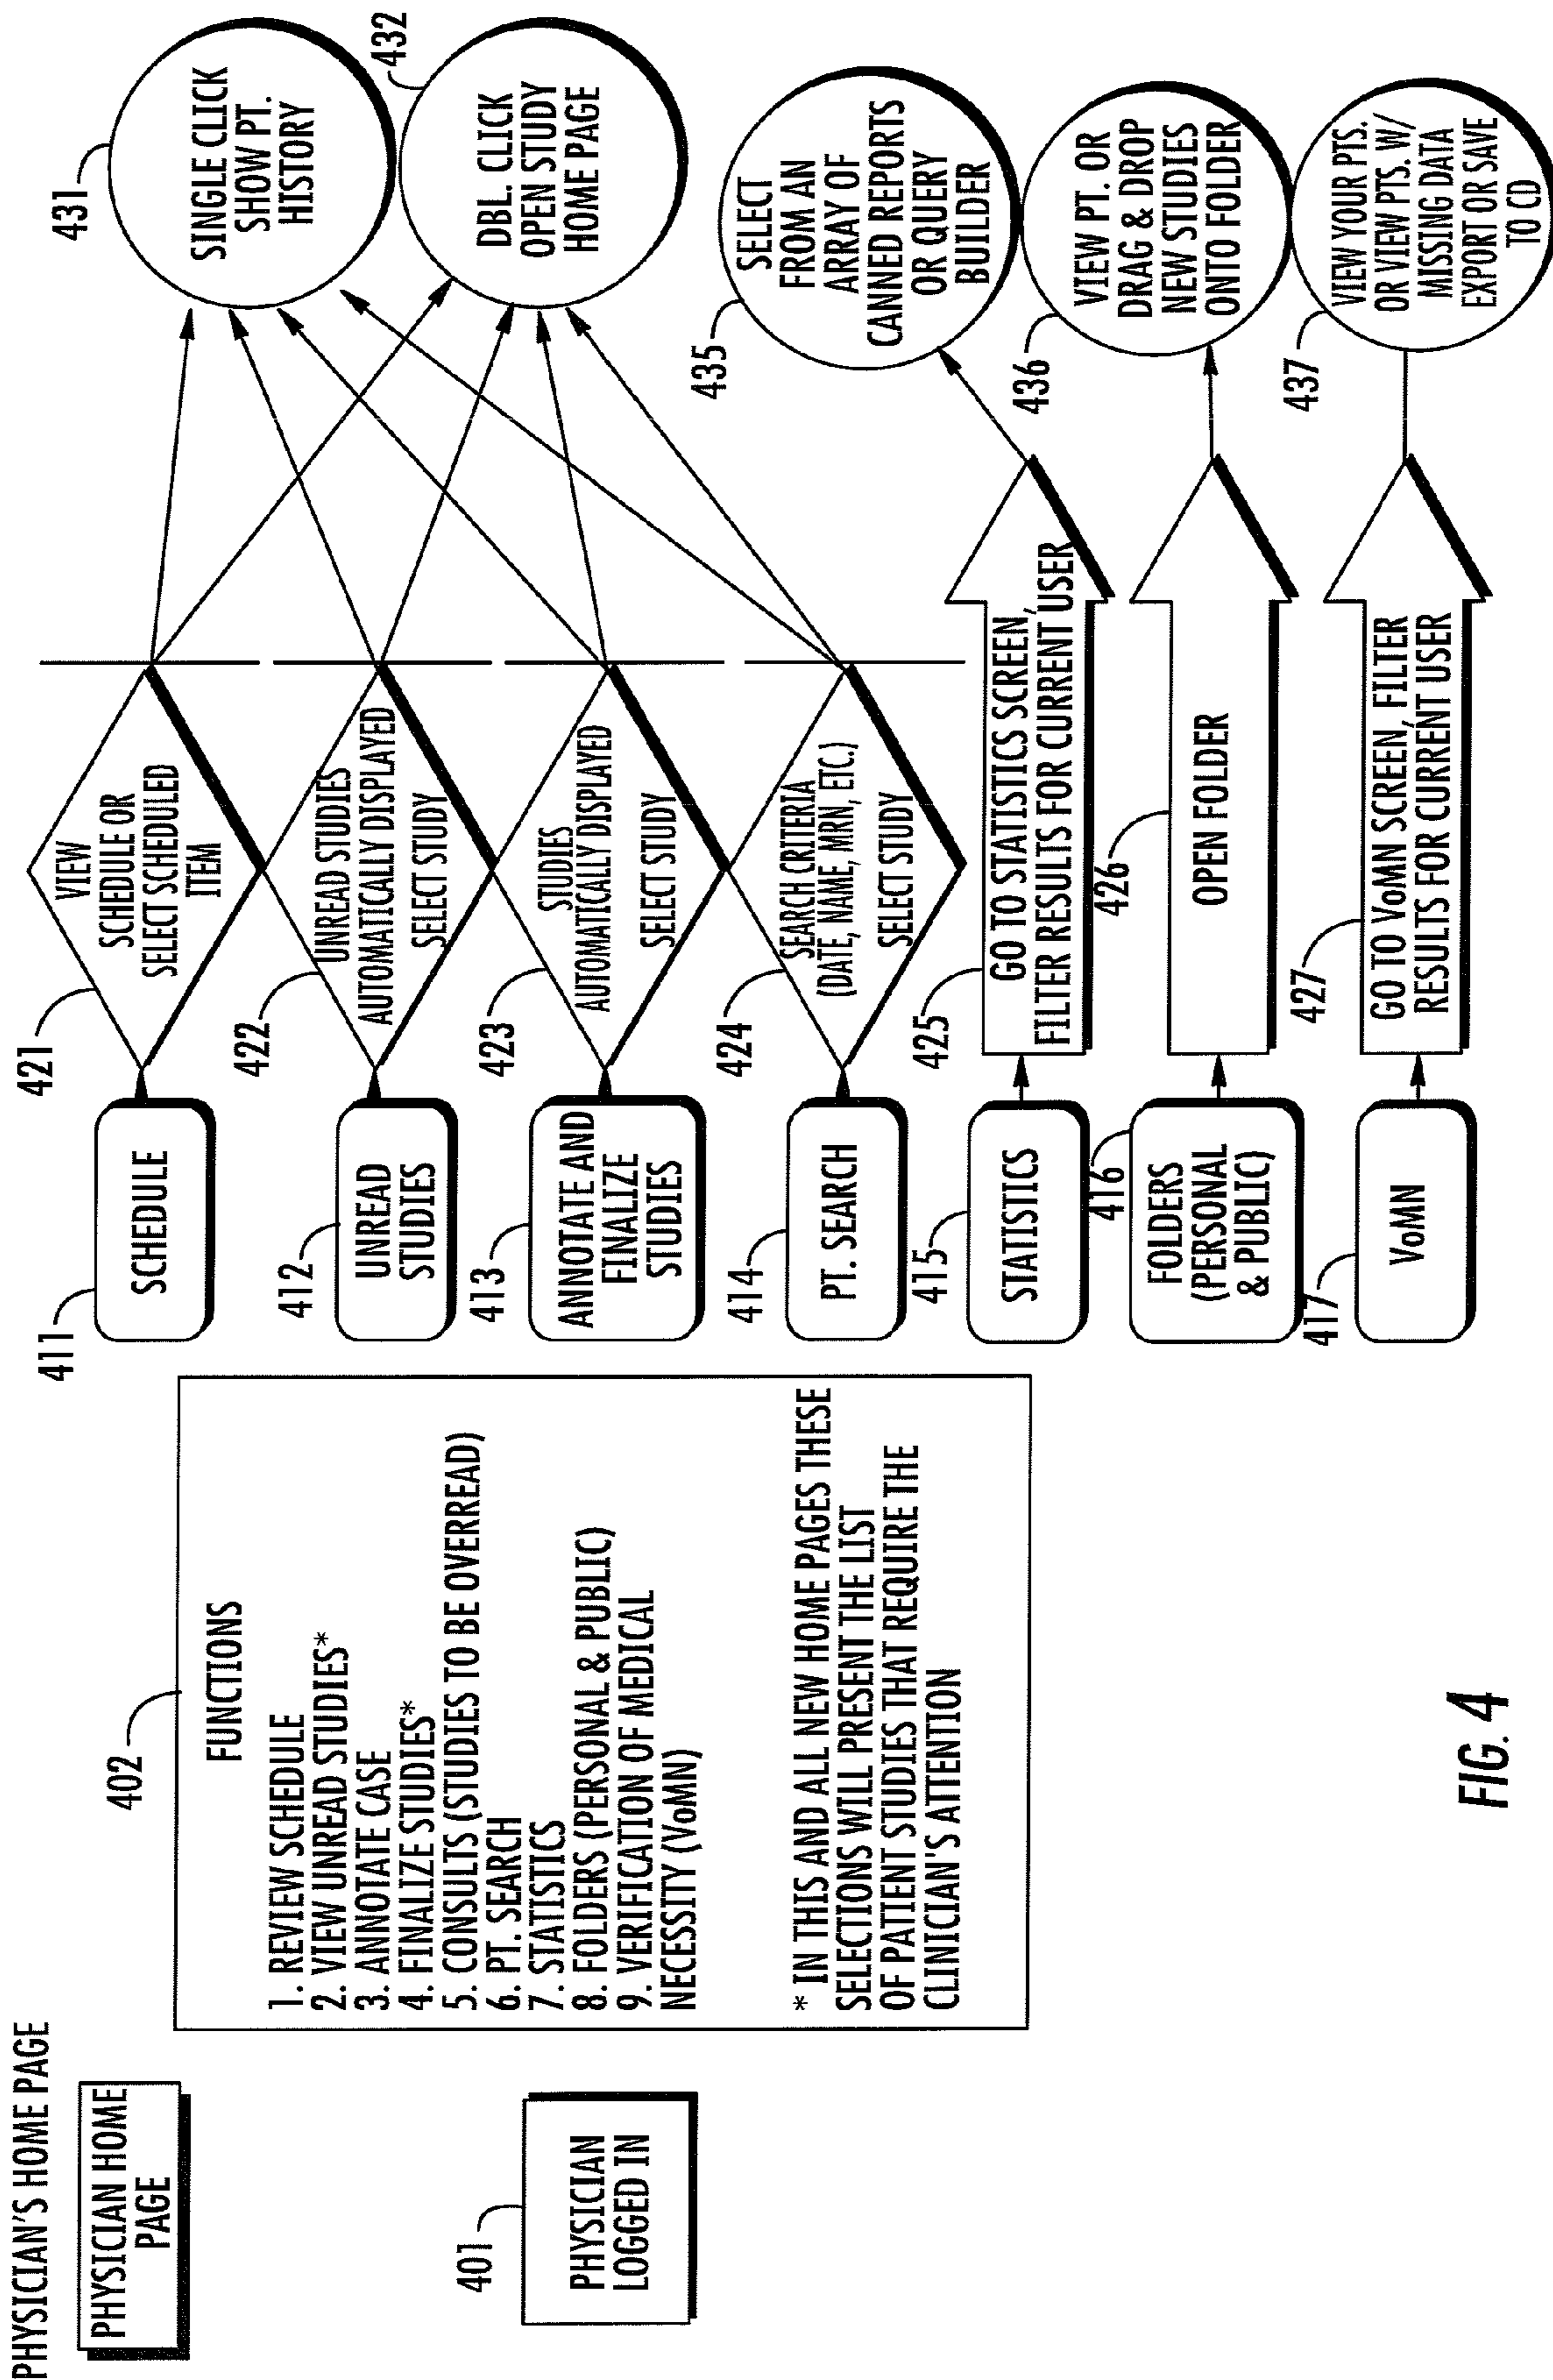 PHYSICIAN'S HOME PAGE
PHYSICIAN HOME
PAGE
401
PHYSICIAN
LOGGED IN
402
FUNCTIONS
1. REVIEW SCHEDULE
2. VIEW UNREAD STUDIES*
3. ANNOTATE CASE
4. FINALIZE STUDIES*
5. CONSULTS (STUDIES TO BE OVERREAD)
6. PT. SEARCH
7. STATISTICS
8. FOLDERS (PERSONAL & PUBLIC)
9. VERIFICATION OF MEDICAL
NECESSITY (VoMN)
* IN THIS AND ALL NEW HOME PAGES THESE
SELECTIONS WILL PRESENT THE LIST
OF PATIENT STUDIES THAT REQUIRE THE
CLINICIAN'S ATTENTION
411
SCHEDULE
412
UNREAD
STUDIES
413
ANNOTATE AND
FINALIZE
STUDIES
414
PT. SEARCH
415
STATISTICS
416
FOLDERS
(PERSONAL
& PUBLIC)
417
VoMN
421
VIEW
SCHEDULE OR
SELECT SCHEDULED
ITEM
422
UNREAD STUDIES
AUTOMATICALLY DISPLAYED
SELECT STUDY
423
STUDIES
AUTOMATICALLY DISPLAYED
SELECT STUDY
424
SEARCH CRITERIA
(DATE, NAME, MRN, ETC.)
SELECT STUDY
425
GO TO STATISTICS SCREEN,
FILTER RESULTS FOR CURRENT USER
426
OPEN FOLDER
427
GO TO VoMN SCREEN, FILTER
RESULTS FOR CURRENT USER
431
SINGLE CLICK
SHOW PT.
HISTORY
432
DBL. CLICK
OPEN STUDY
HOME PAGE
435
SELECT
FROM AN
ARRAY OF
CANNED REPORTS
OR QUERY
BUILDER
436
VIEW PT. OR
DRAG & DROP
NEW STUDIES
ONTO FOLDER
437
VIEW YOUR PTS.
OR VIEW PTS. W/
MISSING DATA
EXPORT OR SAVE
TO CD
FIG. 4